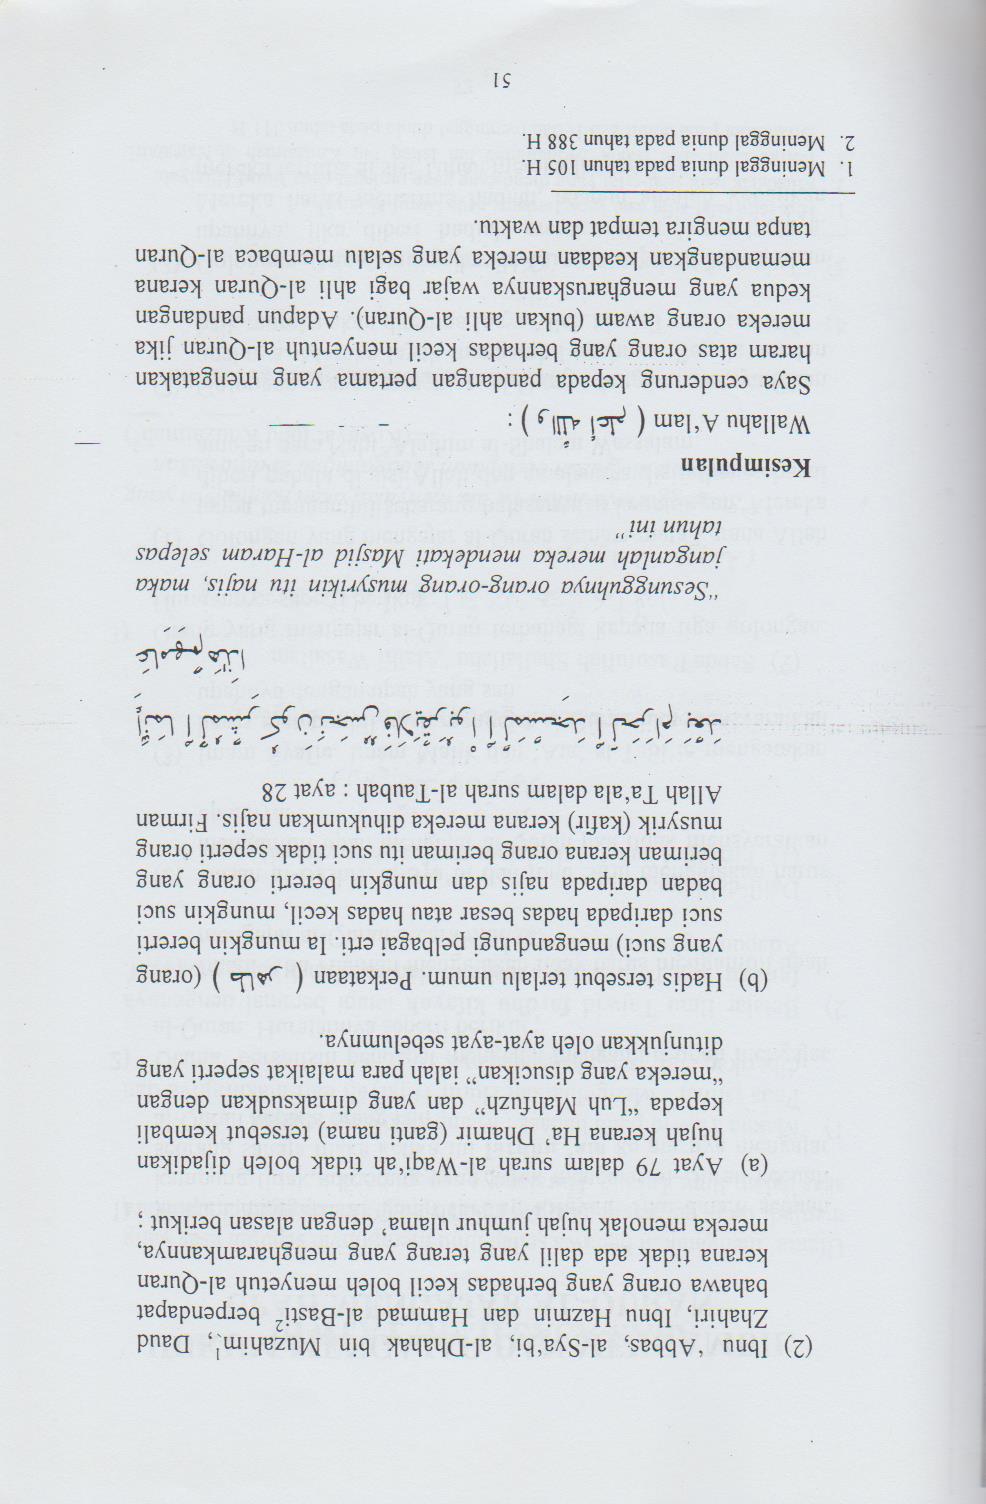 (2) Ibnu ‘Abbas, al-Sya‘bi, al-Dhahak bin Muzahim¹, Daud
Zhahiri, Ibnu Hazmin dan Hammad al-Basti² berpendapat
bahawa orang yang berhadas kecil boleh menyetuh al-Quran
kerana tidak ada dalil yang terang yang mengharamkannya,
mereka menolak hujah jumhur ulama’ dengan alasan berikut ;
(a) Ayat 79 dalam surah al-Waqi‘ah tidak boleh dijadikan
hujah kerana Ha’ Dhamir (ganti nama) tersebut kembali
kepada “Luh Mahfuzh” dan yang dimaksudkan dengan
“mereka yang disucikan” ialah para malaikat seperti yang
ditunjukkan oleh ayat-ayat sebelumnya.
(b) Hadis tersebut terlalu umum. Perkataan ( طاهر ) (orang
yang suci) mengandungi pelbagai erti. Ia mungkin bererti
suci daripada hadas besar atau hadas kecil, mungkin suci
badan daripada najis dan mungkin bererti orang yang
beriman kerana orang beriman itu suci tidak seperti orang
musyrik (kafir) kerana mereka dihukumkan najis. Firman
Allah Ta‘ala dalam surah al-Taubah : ayat 28
إِنَّمَا ٱلْمُشْرِكُونَ نَجَسٌ فَلَا يَقْرَبُوا۟ ٱلْمَسْجِدَ ٱلْحَرَامَ بَعْدَ
عَامِهِمْ هَٰذَا
“Sesungguhnya orang-orang musyrikin itu najis, maka
janganlah mereka mendekati Masjid al-Haram selepas
tahun ini”
Kesimpulan
Wallahu A‘lam ( والله أعلم ) :
Saya cenderung kepada pandangan pertama yang mengatakan
haram atas orang yang berhadas kecil menyentuh al-Quran jika
mereka orang awam (bukan ahli al-Quran). Adapun pandangan
kedua yang mengharuskannya wajar bagi ahli al-Quran kerana
memandangkan keadaan mereka yang selalu membaca al-Quran
tanpa mengira tempat dan waktu.
1. Meninggal dunia pada tahun 105 H.
2. Meninggal dunia pada tahun 388 H.
51